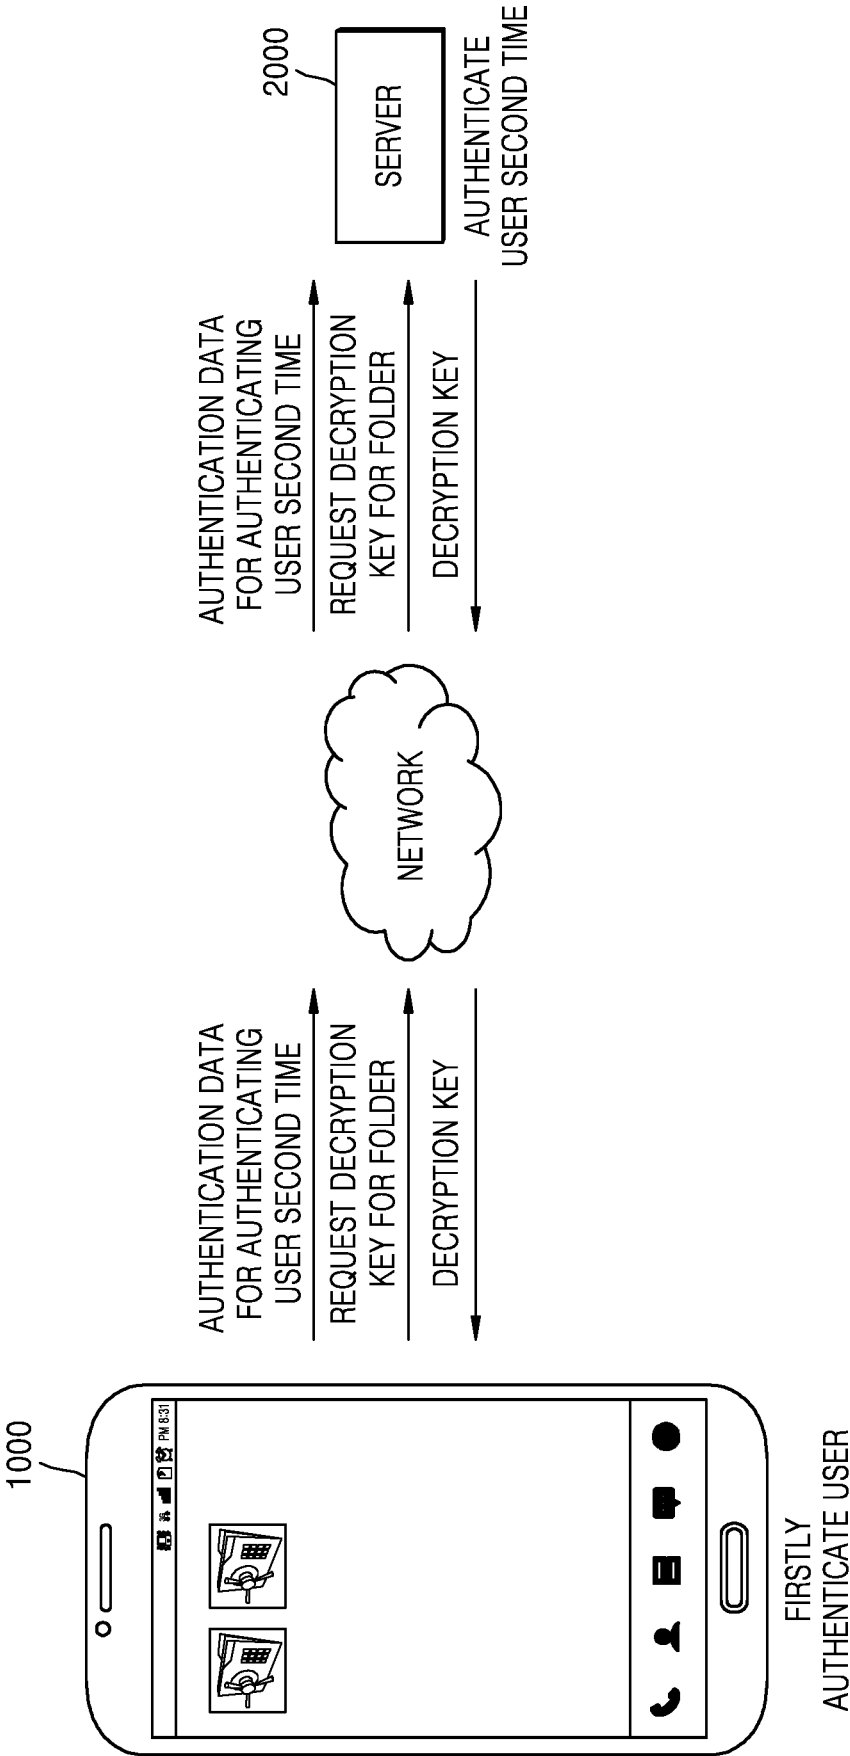 1000
3G PM 8:31
FIRSTLY
AUTHENTICATE USER
AUTHENTICATION DATA
FOR AUTHENTICATING
USER SECOND TIME
REQUEST DECRYPTION
KEY FOR FOLDER
DECRYPTION KEY
NETWORK
AUTHENTICATION DATA
FOR AUTHENTICATING
USER SECOND TIME
REQUEST DECRYPTION
KEY FOR FOLDER
DECRYPTION KEY
2000
SERVER
AUTHENTICATE
USER SECOND TIME